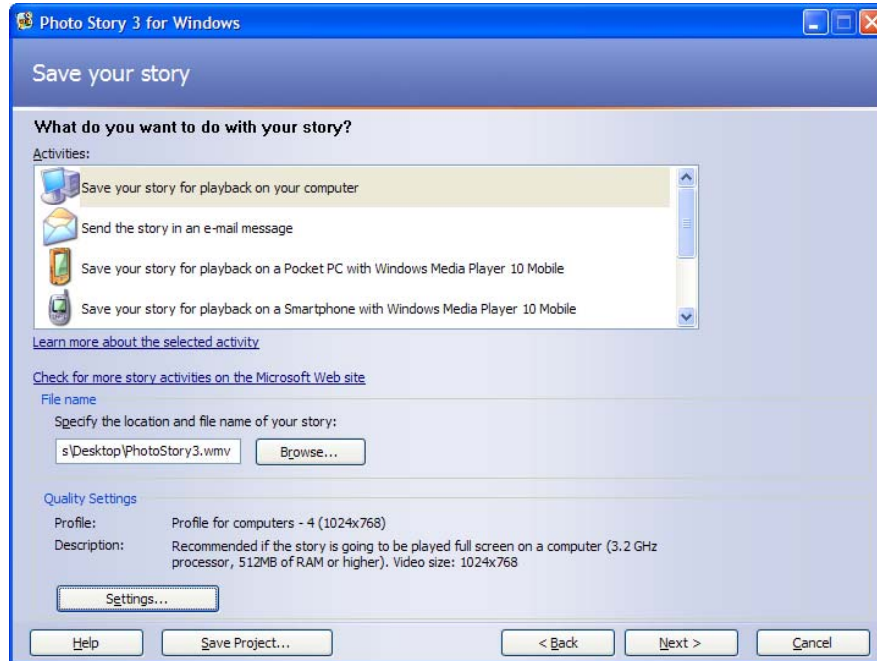 Photo Story 3 for Windows
Save your story
What do you want to do with your story?
Activities:
Save your story for playback on your computer
Send the story in an e-mail message
Save your story for playback on a Pocket PC with Windows Media Player 10 Mobile
Save your story for playback on a Smartphone with Windows Media Player 10 Mobile
Learn more about the selected activity
Check for more story activities on the Microsoft Web site
File name
Specify the location and file name of your story:
s\Desktop\PhotoStory3.wmv Browse...
Quality Settings
Profile: Profile for computers - 4 (1024x768)
Description: Recommended if the story is going to be played full screen on a computer (3.2 GHz
processor, 512MB of RAM or higher). Video size: 1024x768
Settings...
Help Save Project... < Back Next > Cancel